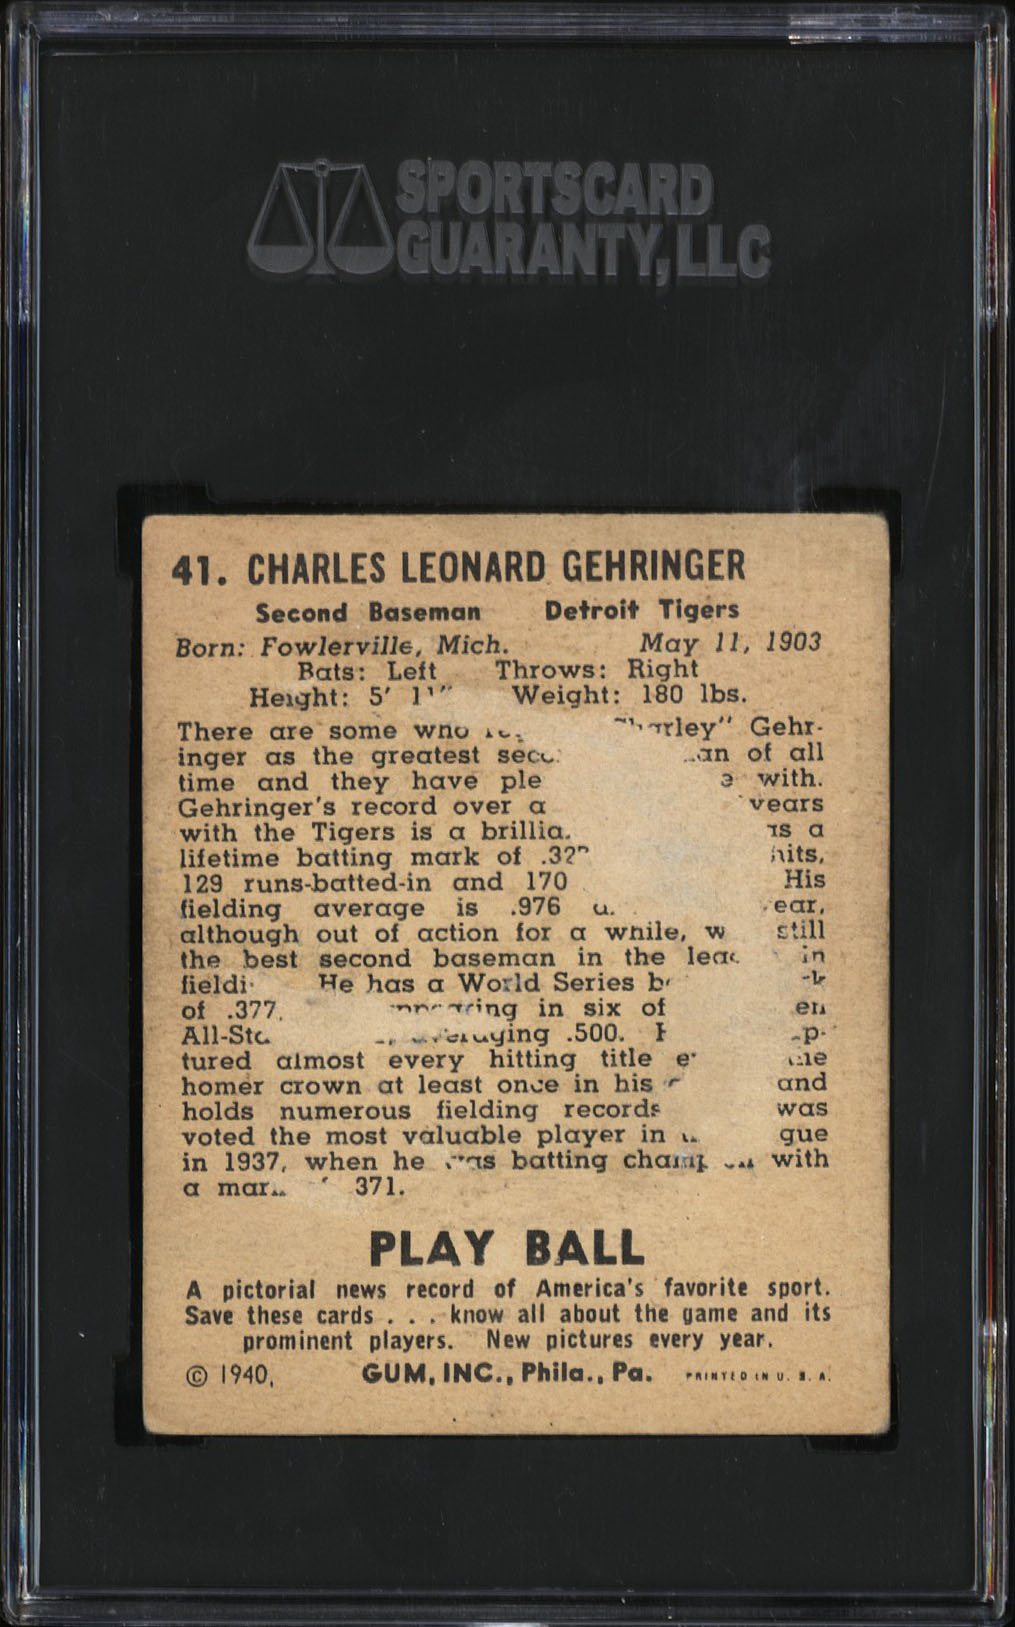 SPORTSCARD
GUARANTY, LLC
41. CHARLES LEONARD GEHRINGER
Second Baseman Detroit Tigers
Born: Fowlerville, Mich. May 11, 1903
Bats: Left Throws: Right
Height: 5' 11" Weight: 180 lbs.
There are some who Gehr-
inger as the greatest of all
time and they have with.
Gehringer's record over a years
with the Tigers is a a
lifetime batting mark of hits,
129 runs-batted-in and 170 His
fielding average is .976
although out of action for a while, still
the best second baseman in the in
He has a World Series
of .377. in six of
.500.
tured almost every hitting title
homer crown at least once in his and
holds numerous fielding records was
voted the most valuable player in
in 1937, when he was batting with
a 371.
PLAY BALL
A pictorial news record of America's favorite sport.
Save these cards . . . know all about the game and its
prominent players. New pictures every year.
© 1940, GUM, INC., Phila., Pa. PRINTED IN U. S. A.